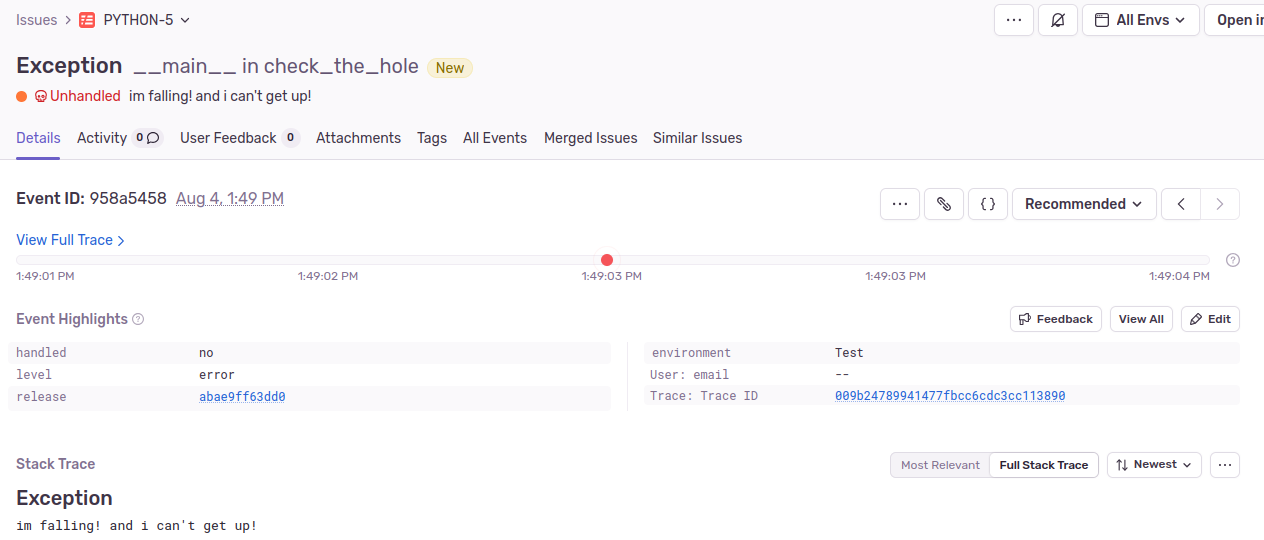 Issues > PYTHON-5
... All Envs Open in
Exception __main__ in check_the_hole New
Unhandled im falling! and i can't get up!
Details Activity 0 User Feedback 0 Attachments Tags All Events Merged Issues Similar Issues
Event ID: 958a5458 Aug 4, 1:49 PM
... {} Recommended < >
View Full Trace >
1:49:01 PM 1:49:02 PM 1:49:03 PM 1:49:03 PM 1:49:04 PM
?
Event Highlights ? Feedback View All Edit
handled no
level error
release abae9ff63dd0
environment Test
User: email --
Trace: Trace ID 009b24789941477fbcc6cdc3cc113890
Stack Trace Most Relevant Full Stack Trace Newest ...
Exception
im falling! and i can't get up!